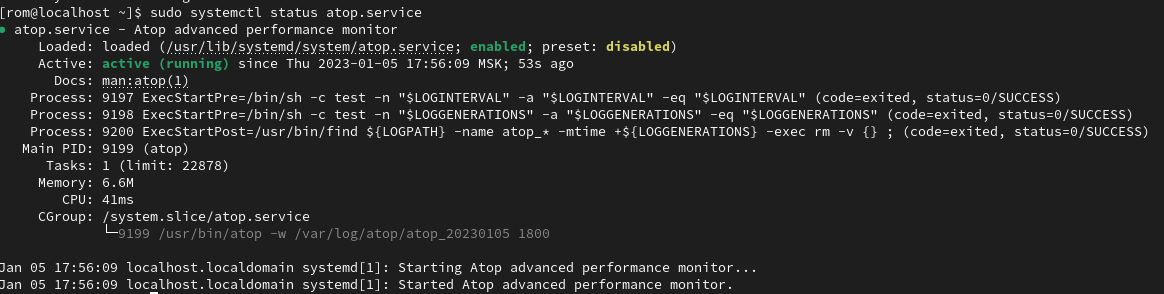 [rom@localhost ~]$ sudo systemctl status atop.service
● atop.service - Atop advanced performance monitor
     Loaded: loaded (/usr/lib/systemd/system/atop.service; enabled; preset: disabled)
     Active: active (running) since Thu 2023-01-05 17:56:09 MSK; 53s ago
       Docs: man:atop(1)
    Process: 9197 ExecStartPre=/bin/sh -c test -n "$LOGINTERVAL" -a "$LOGINTERVAL" -eq "$LOGINTERVAL" (code=exited, status=0/SUCCESS)
    Process: 9198 ExecStartPre=/bin/sh -c test -n "$LOGGENERATIONS" -a "$LOGGENERATIONS" -eq "$LOGGENERATIONS" (code=exited, status=0/SUCCESS)
    Process: 9200 ExecStartPost=/usr/bin/find ${LOGPATH} -name atop_* -mtime +${LOGGENERATIONS} -exec rm -v {} ; (code=exited, status=0/SUCCESS)
   Main PID: 9199 (atop)
      Tasks: 1 (limit: 22878)
     Memory: 6.6M
        CPU: 41ms
     CGroup: /system.slice/atop.service
             └─9199 /usr/bin/atop -w /var/log/atop/atop_20230105 1800
Jan 05 17:56:09 localhost.localdomain systemd[1]: Starting Atop advanced performance monitor...
Jan 05 17:56:09 localhost.localdomain systemd[1]: Started Atop advanced performance monitor.